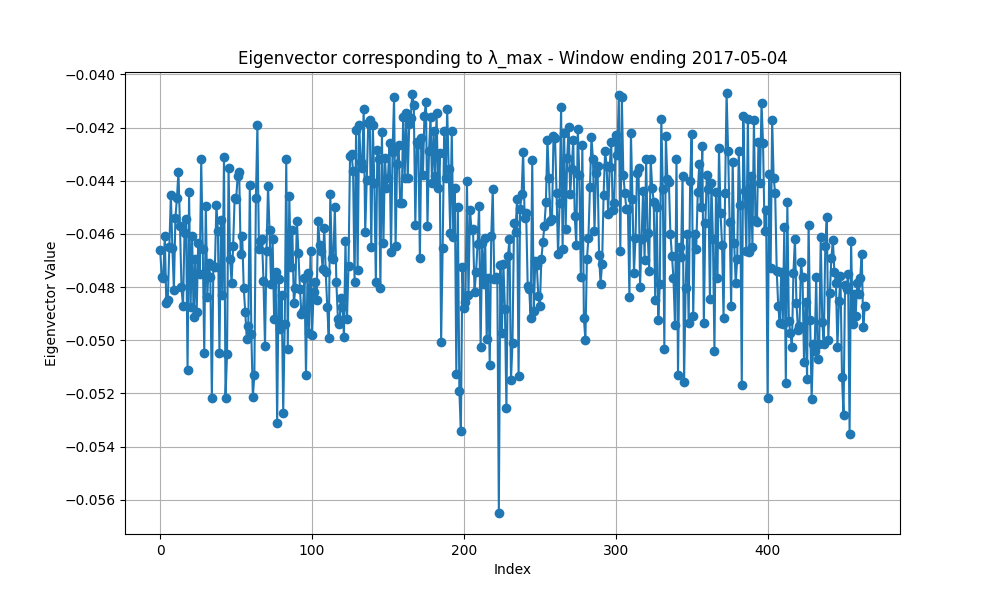 Eigenvector corresponding to λ_max - Window ending 2017-05-04
−0.040
−0.042
−0.044
−0.046
−0.048
−0.050
−0.052
−0.054
−0.056
Eigenvector Value
0 100 200 300 400
Index